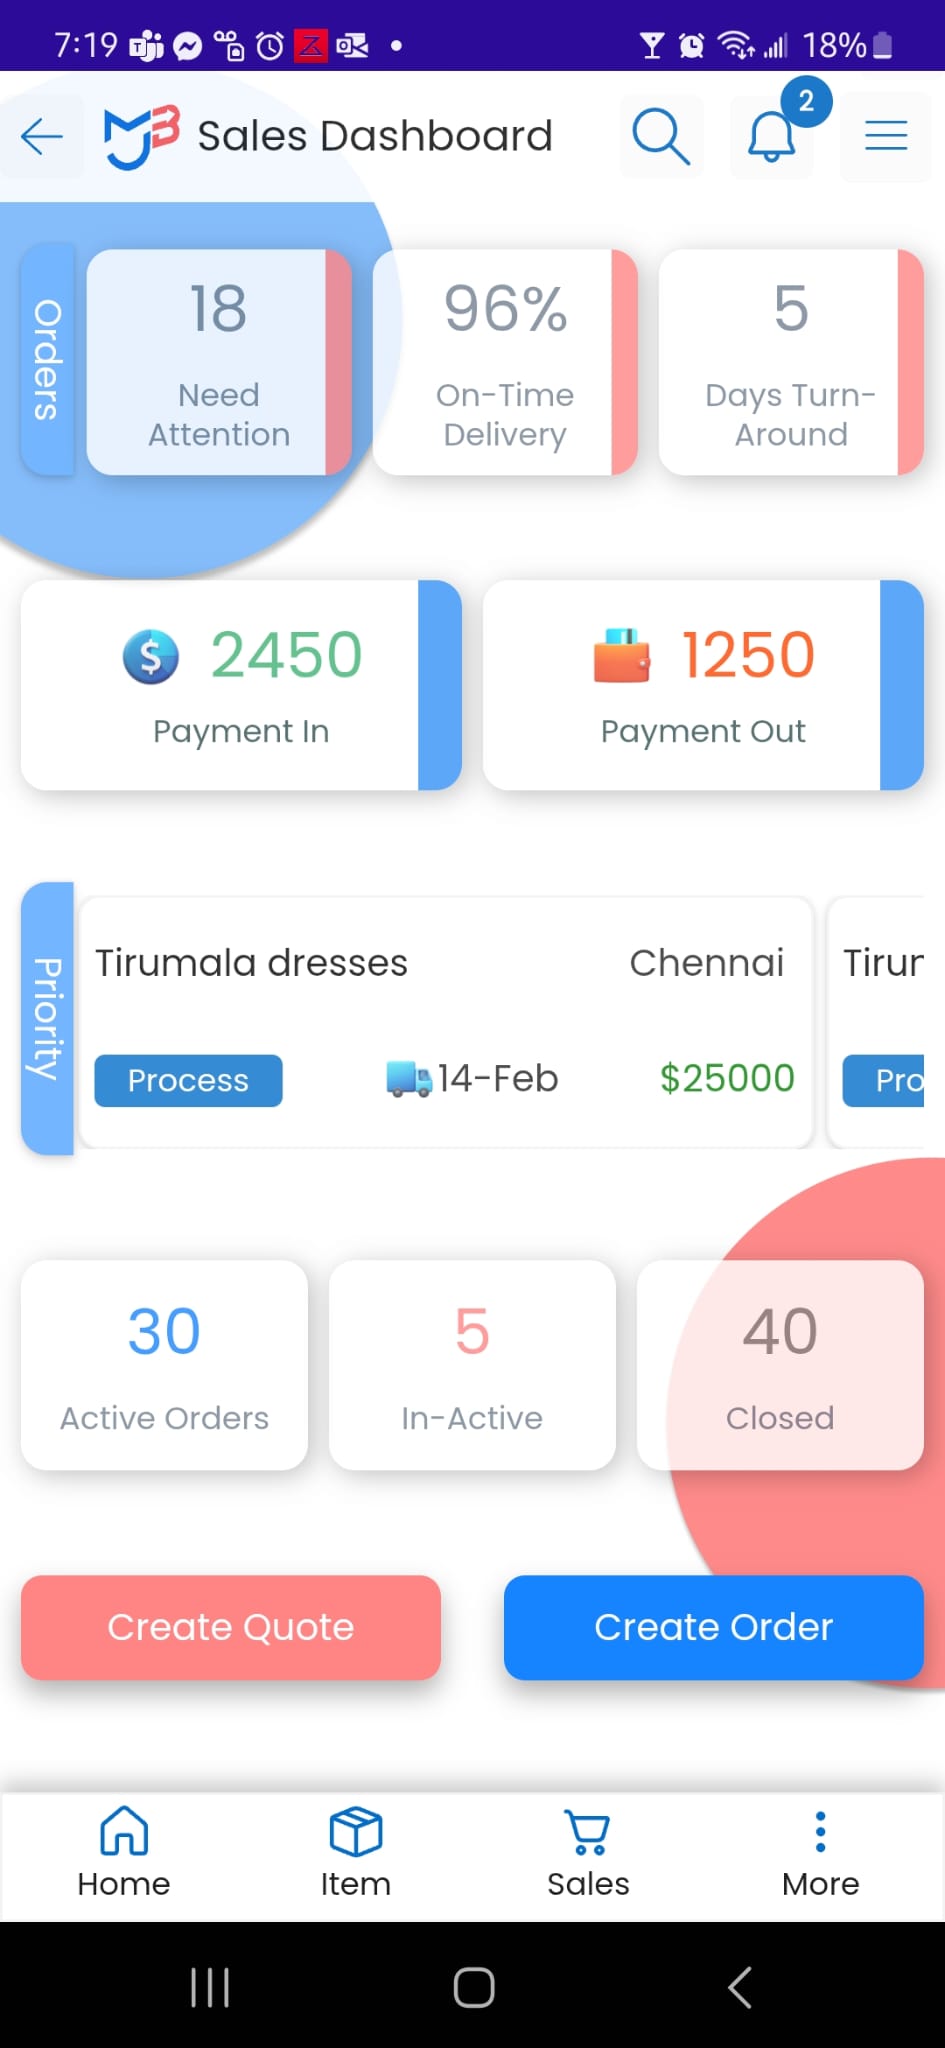 7:19
18%
Sales Dashboard
2
Orders
18
Need
Attention
96%
On-Time
Delivery
5
Days Turn-
Around
2450
Payment In
1250
Payment Out
Priority
Tirumala dresses
Chennai
Process
14-Feb
$25000
Tirur
Pro
30
Active Orders
5
In-Active
40
Closed
Create Quote
Create Order
Home
Item
Sales
More